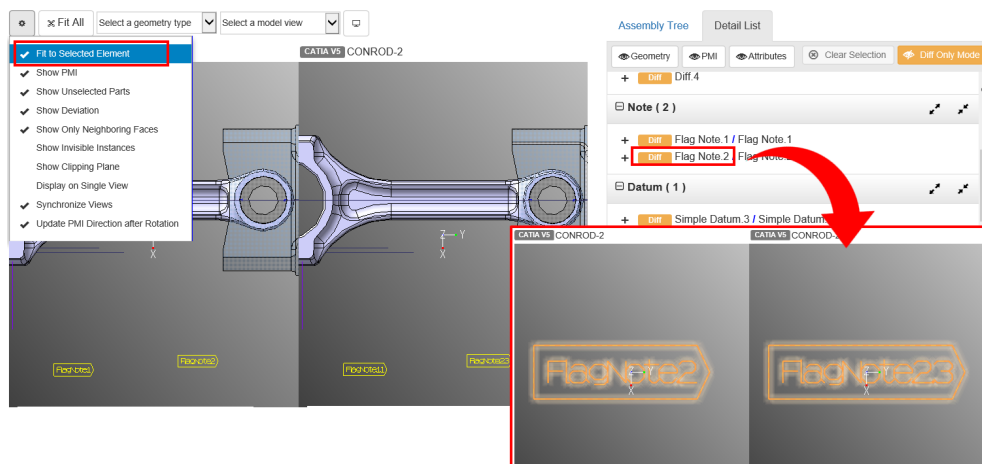 Fit All
Select a geometry type
Select a model view
Fit to Selected Element
Show PMI
Show Unselected Parts
Show Deviation
Show Only Neighboring Faces
Show Invisible Instances
Show Clipping Plane
Display on Single View
Synchronize Views
Update PMI Direction after Rotation
CATIA V5 CONROD-2
Z Y
X
X
FlagNote1
FlagNote2
FlagNote11
FlagNote23
Assembly Tree
Detail List
Geometry
PMI
Attributes
Clear Selection
Diff Only Mode
+ Diff Diff.4
Note ( 2 )
+ Diff Flag Note.1 / Flag Note.1
+ Diff Flag Note.2 / Flag
Datum ( 1 )
+ Diff Simple Datum.3 / Simple Datum
CATIA V5 CONROD-2
CATIA V5 CONROD-2
FlagNote2
Z Y
X
FlagNote23
Z Y
X